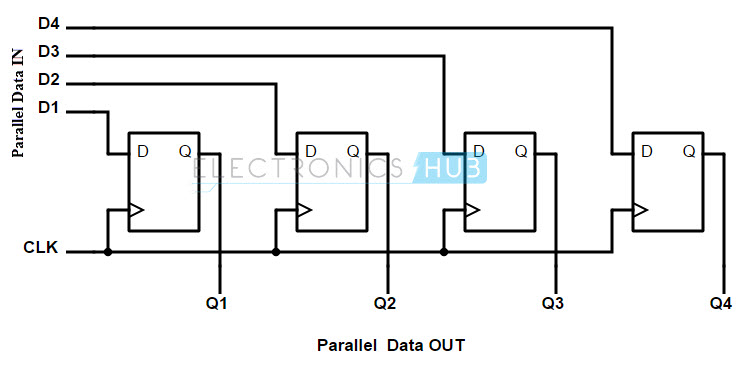 D4
D3
D2
D1
Parallel Data IN
D Q
D Q
D Q
D Q
ELECTRONICS HUB
CLK
Q1
Q2
Q3
Q4
Parallel Data OUT